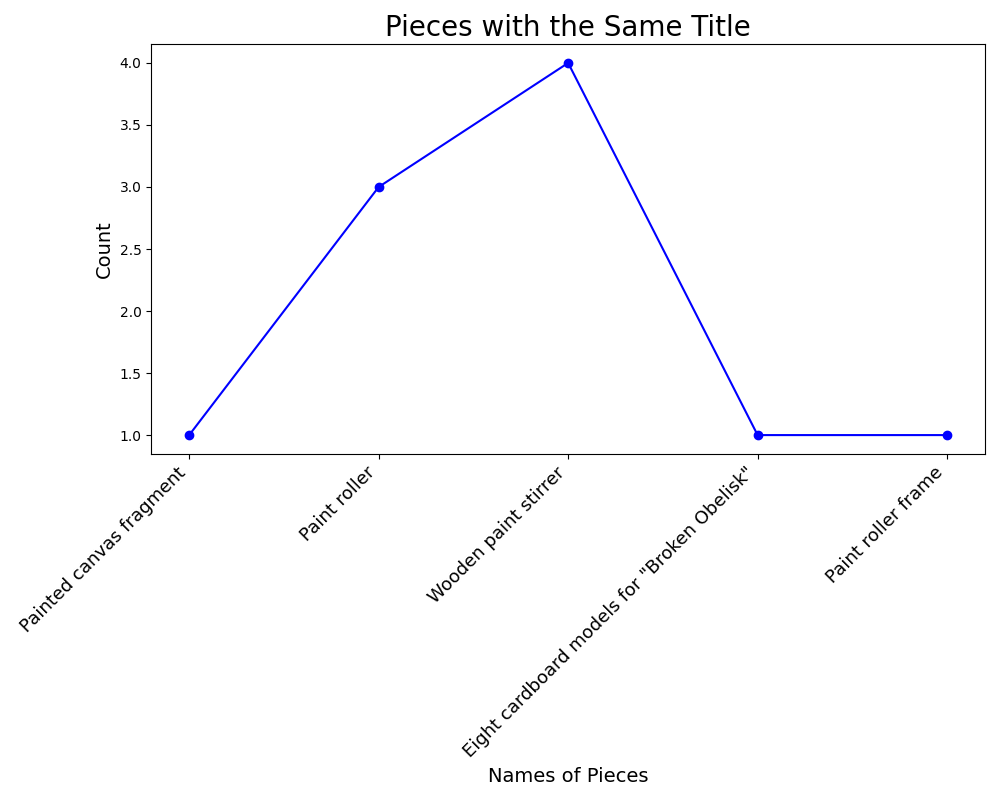 Pieces with the Same Title
4.0
3.5
3.0
2.5
2.0
1.5
1.0
Count
Painted canvas fragment
Paint roller
Wooden paint stirrer
Eight cardboard models for "Broken Obelisk"
Paint roller frame
Names of Pieces